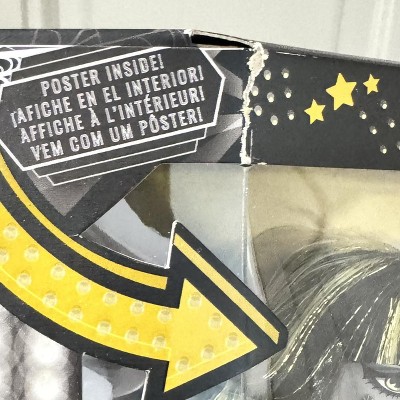 POSTER INSIDE!
¡AFICHE EN EL INTERIOR!
AFFICHE À L'INTÉRIEUR!
VEM COM UM PÔSTER!